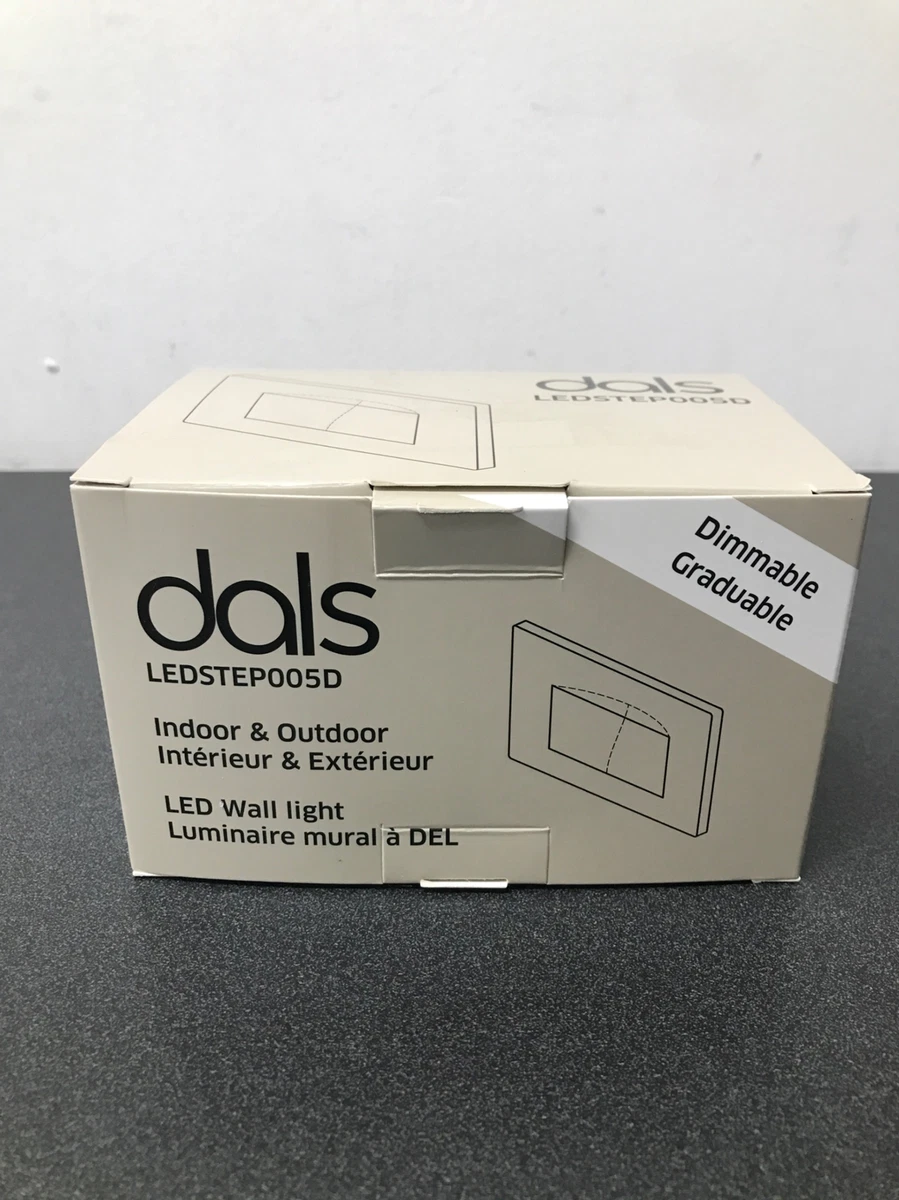 dals
LEDSTEP005D
Dimmable
Graduable
dals
LEDSTEP005D
Indoor & Outdoor
Intérieur & Extérieur
LED Wall light
Luminaire mural à DEL